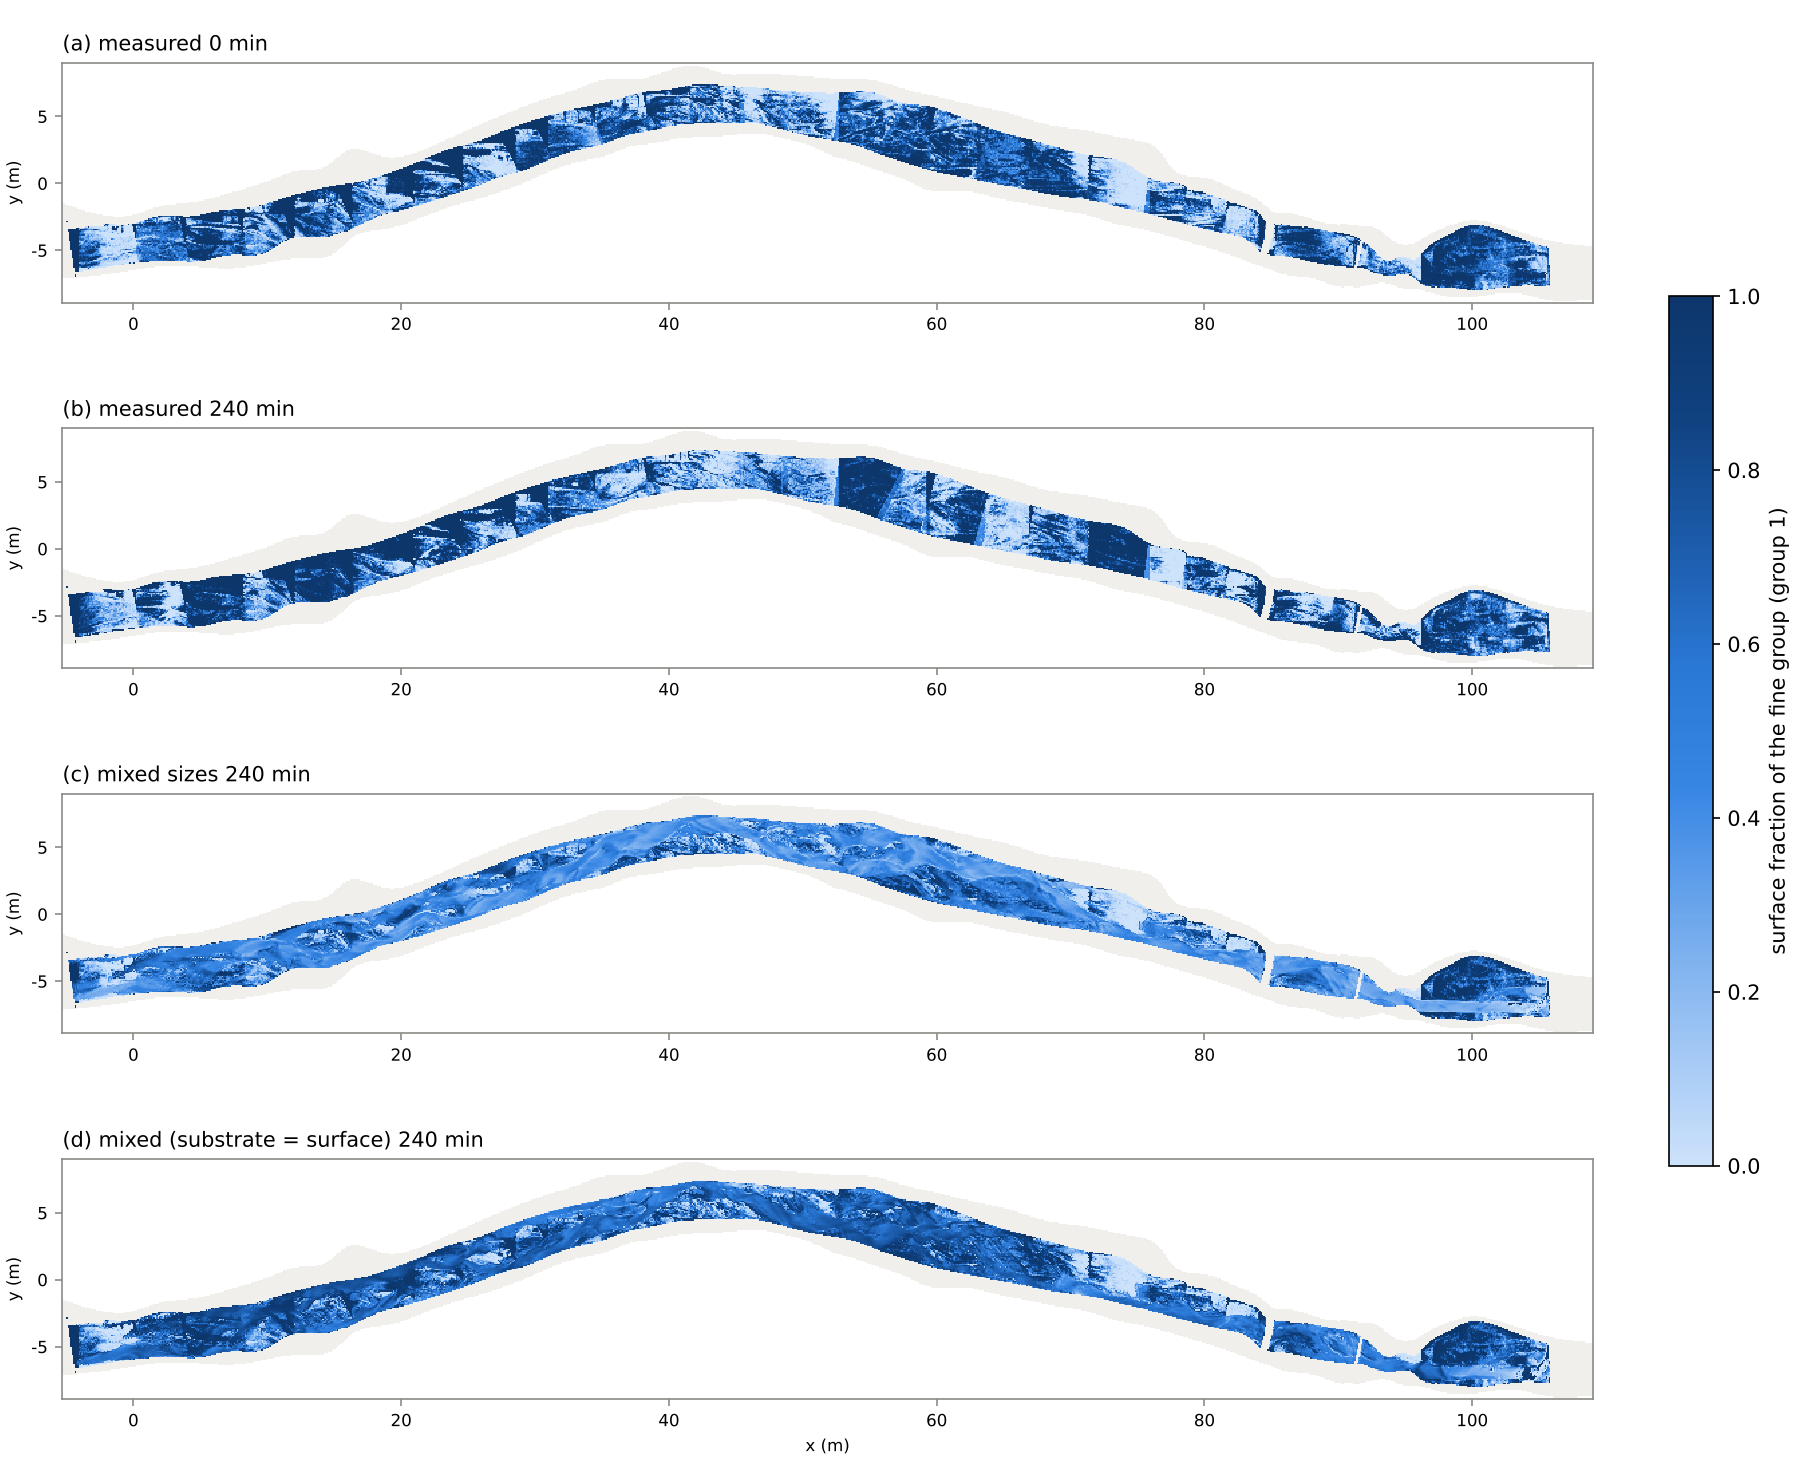 (a) measured 0 min
y (m)
5
0
-5
0 20 40 60 80 100
(b) measured 240 min
y (m)
5
0
-5
0 20 40 60 80 100
(c) mixed sizes 240 min
y (m)
5
0
-5
0 20 40 60 80 100
(d) mixed (substrate = surface) 240 min
y (m)
5
0
-5
0 20 40 60 80 100
x (m)
1.0
0.8
0.6
0.4
0.2
0.0
surface fraction of the fine group (group 1)